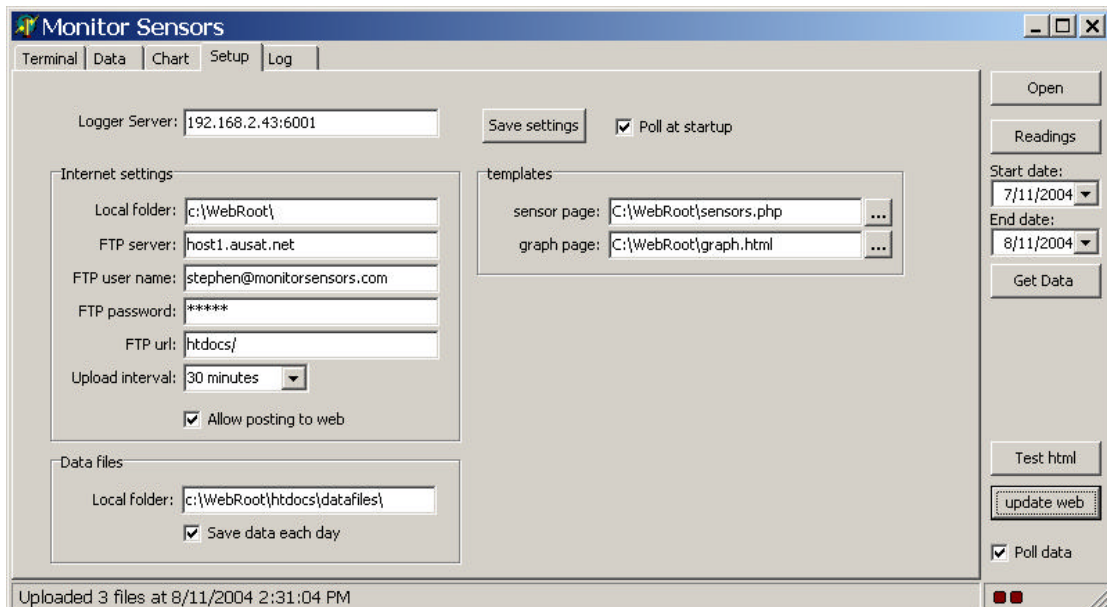 Monitor Sensors
Terminal Data Chart Setup Log
Logger Server: 192.168.2.43:6001
Save settings
Poll at startup
Internet settings
Local folder: c:\WebRoot\
FTP server: host1.ausat.net
FTP user name: stephen@monitorsensors.com
FTP password: *****
FTP url: htdocs/
Upload interval: 30 minutes
Allow posting to web
templates
sensor page: C:\WebRoot\sensors.php ...
graph page: C:\WebRoot\graph.html ...
Data files
Local folder: c:\WebRoot\htdocs\datafiles\
Save data each day
Open
Readings
Start date:
7/11/2004
End date:
8/11/2004
Get Data
Test html
update web
Poll data
Uploaded 3 files at 8/11/2004 2:31:04 PM